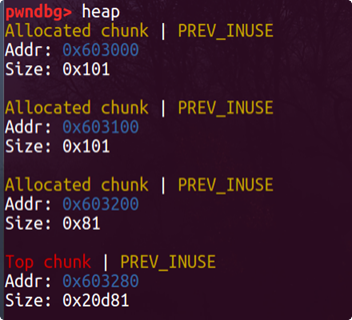 pwndbg> heap
Allocated chunk | PREV_INUSE
Addr: 0x603000
Size: 0x101
Allocated chunk | PREV_INUSE
Addr: 0x603100
Size: 0x101
Allocated chunk | PREV_INUSE
Addr: 0x603200
Size: 0x81
Top chunk | PREV_INUSE
Addr: 0x603280
Size: 0x20d81